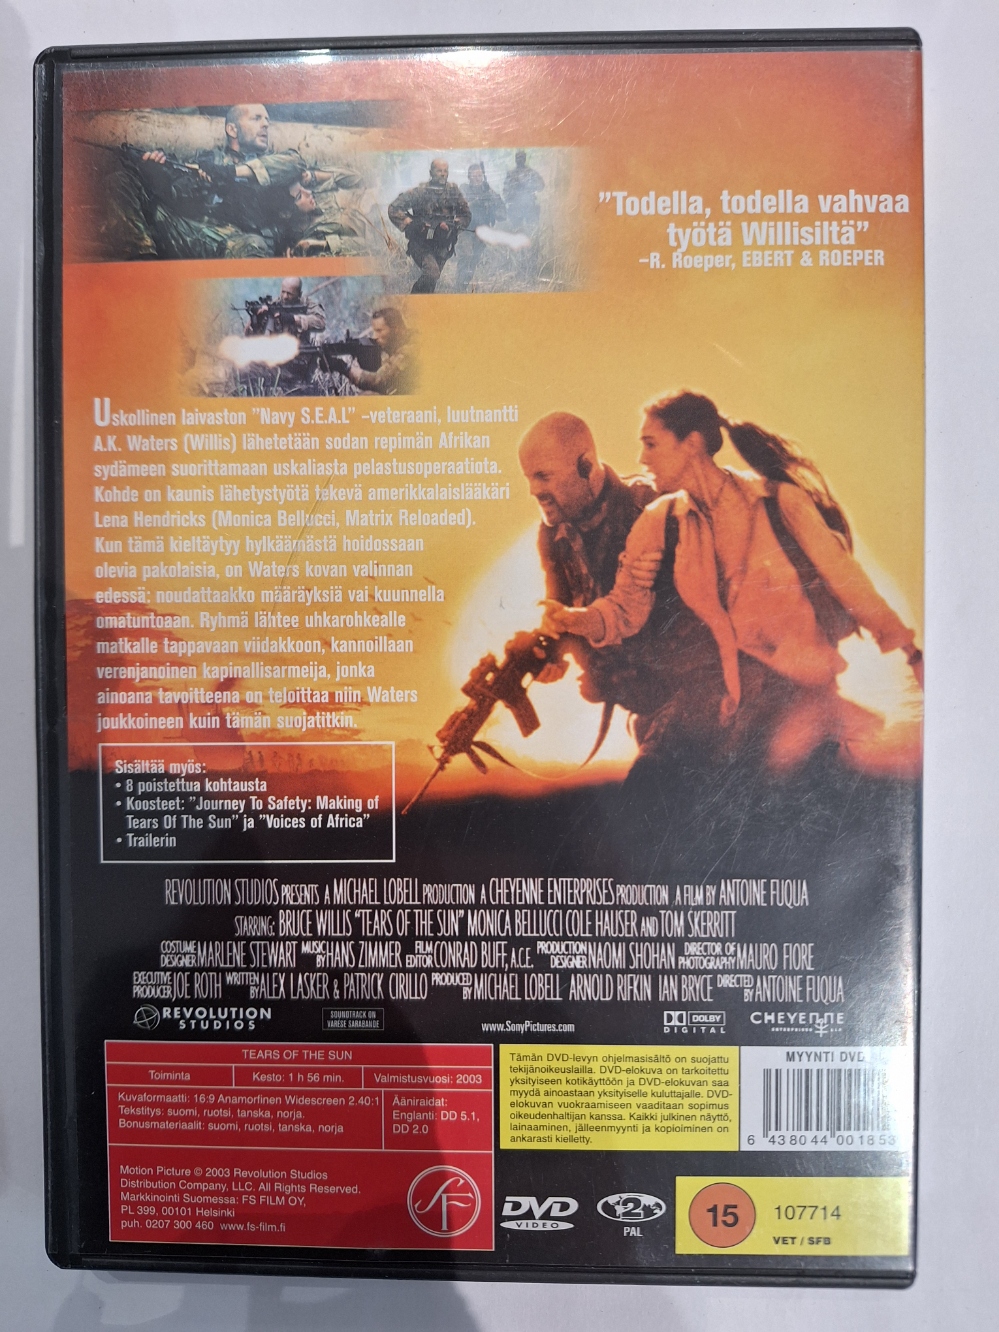 "Todella, todella vahvaa
työtä Willisiltä"
–R. Roeper, EBERT & ROEPER
Uskollinen laivaston "Navy S.E.A.L" –veteraani, luutnantti
A.K. Waters (Willis) lähetetään sodan repimän Afrikan
sydämeen suorittamaan uskaliasta pelastusoperaatiota.
Kohde on kaunis lähetystyötä tekevä amerikkalaislääkäri
Lena Hendricks (Monica Bellucci, Matrix Reloaded).
Kun tämä kieltäytyy hylkäämästä hoidossaan
olevia pakolaisia, on Waters kovan valinnan
edessä: noudattaakko määräyksiä vai kuunnella
omatuntoaan. Ryhmä lähtee uhkarohkealle
matkalle tappavaan viidakkoon, kannoillaan
verenjanoinen kapinallisarmeija, jonka
ainoana tavoitteena on teloittaa niin Waters
joukkoineen kuin tämän suojatitkin.
Sisältää myös:
• 8 poistettua kohtausta
• Koosteet: "Journey To Safety: Making of
Tears Of The Sun" ja "Voices of Africa"
• Trailerin
REVOLUTION STUDIOS PRESENTS A MICHAEL LOBELL PRODUCTION A CHEYENNE ENTERPRISES PRODUCTION A FILM BY ANTOINE FUQUA
STARRING: BRUCE WILLIS "TEARS OF THE SUN" MONICA BELLUCCI COLE HAUSER AND TOM SKERRITT
COSTUME DESIGNER MARLENE STEWART MUSIC BY HANS ZIMMER FILM EDITOR CONRAD BUFF, A.C.E. PRODUCTION DESIGNER NAOMI SHOHAN DIRECTOR OF PHOTOGRAPHY MAURO FIORE
EXECUTIVE PRODUCER JOE ROTH WRITTEN BY ALEX LASKER & PATRICK CIRILLO PRODUCED BY MICHAEL LOBELL ARNOLD RIFKIN IAN BRYCE DIRECTED BY ANTOINE FUQUA
REVOLUTION STUDIOS
SOUNDTRACK ON VARÈSE SARABANDE
www.SonyPictures.com
DOLBY DIGITAL
CHEYENNE ENTERPRISES LLC
TEARS OF THE SUN
Toiminta Kesto: 1 h 56 min. Valmistusvuosi: 2003
Kuvaformaatti: 16:9 Anamorfinen Widescreen 2.40:1
Tekstitys: suomi, ruotsi, tanska, norja.
Bonusmateriaalit: suomi, ruotsi, tanska, norja
Ääniraidat:
Englanti: DD 5.1,
DD 2.0
Motion Picture © 2003 Revolution Studios
Distribution Company, LLC. All Rights Reserved.
Markkinointi Suomessa: FS FILM OY,
PL 399, 00101 Helsinki
puh. 0207 300 460 www.fs-film.fi
SF
Tämän DVD-levyn ohjelmasisältö on suojattu
tekijänoikeuslailla. DVD-elokuva on tarkoitettu
yksityiseen kotikäyttöön ja DVD-elokuvan saa
myydä ainoastaan yksityiselle kuluttajalle. DVD-
elokuvan vuokraamiseen vaaditaan sopimus
oikeudenhaltijan kanssa. Kaikki julkinen näyttö,
lainaaminen, jälleenmyynti ja kopioiminen on
ankarasti kielletty.
MYYNTI DVD
6 438044 001853
DVD
VIDEO
2
PAL
15
107714
VET / SFB